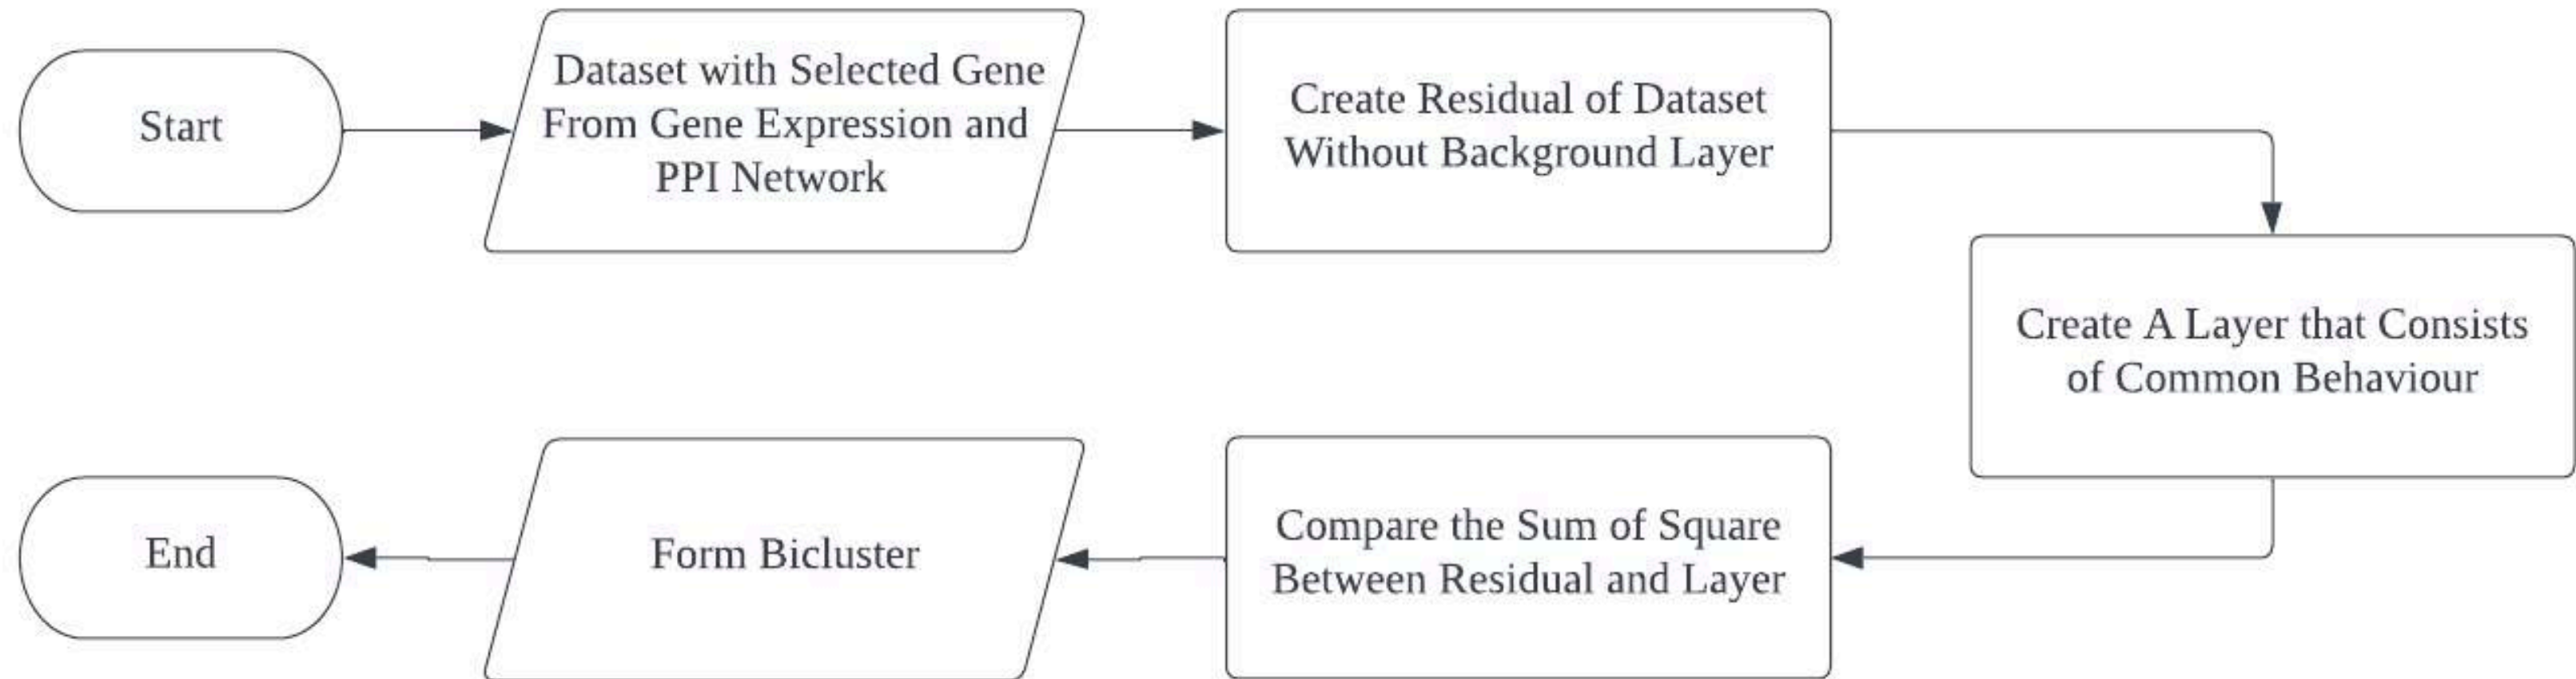 Start
Dataset with Selected Gene
From Gene Expression and
PPI Network
Create Residual of Dataset
Without Background Layer
Create A Layer that Consists
of Common Behaviour
Compare the Sum of Square
Between Residual and Layer
Form Bicluster
End